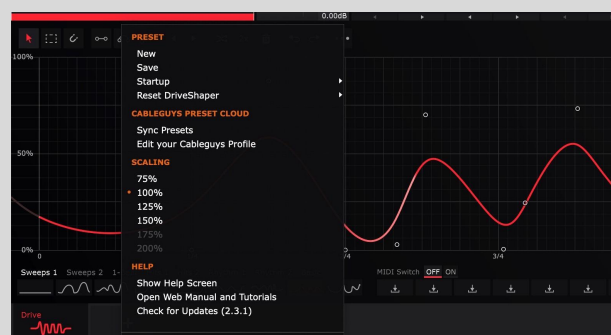 0.00dB
PRESET
New
100%
Save
Startup
Reset DriveShaper
CABLEGUYS PRESET CLOUD
Sync Presets
Edit your Cableguys Profile
50%
SCALING
75%
100%
125%
150%
175%
200%
0%
0
/4
3/4
HELP
Sweeps 1 Sweeps 2 1-
MIDI Switch OFF ON
Show Help Screen
Open Web Manual and Tutorials
Check for Updates (2.3.1)
Drive